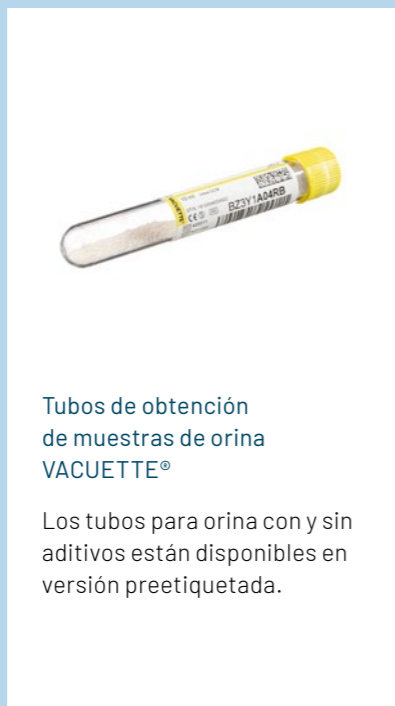 BZ3Y1A04RB
Tubos de obtención
de muestras de orina
VACUETTE®
Los tubos para orina con y sin
aditivos están disponibles en
versión preetiquetada.